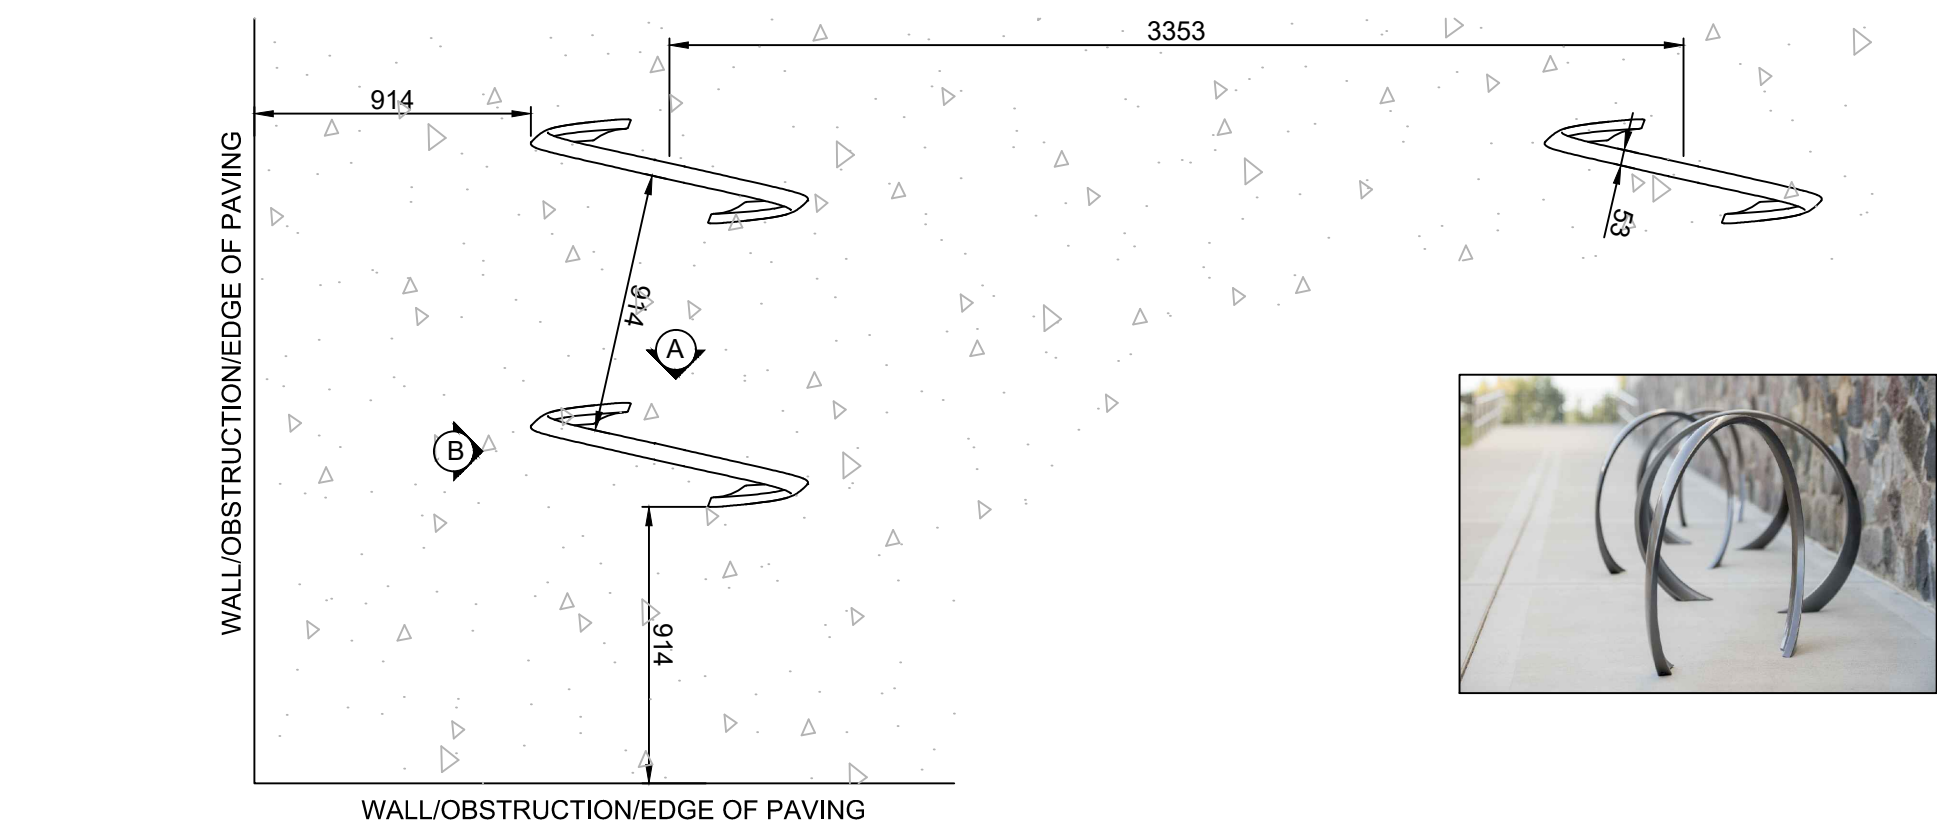 3353
914
53
914
A
B
914
WALL/OBSTRUCTION/EDGE OF PAVING
WALL/OBSTRUCTION/EDGE OF PAVING